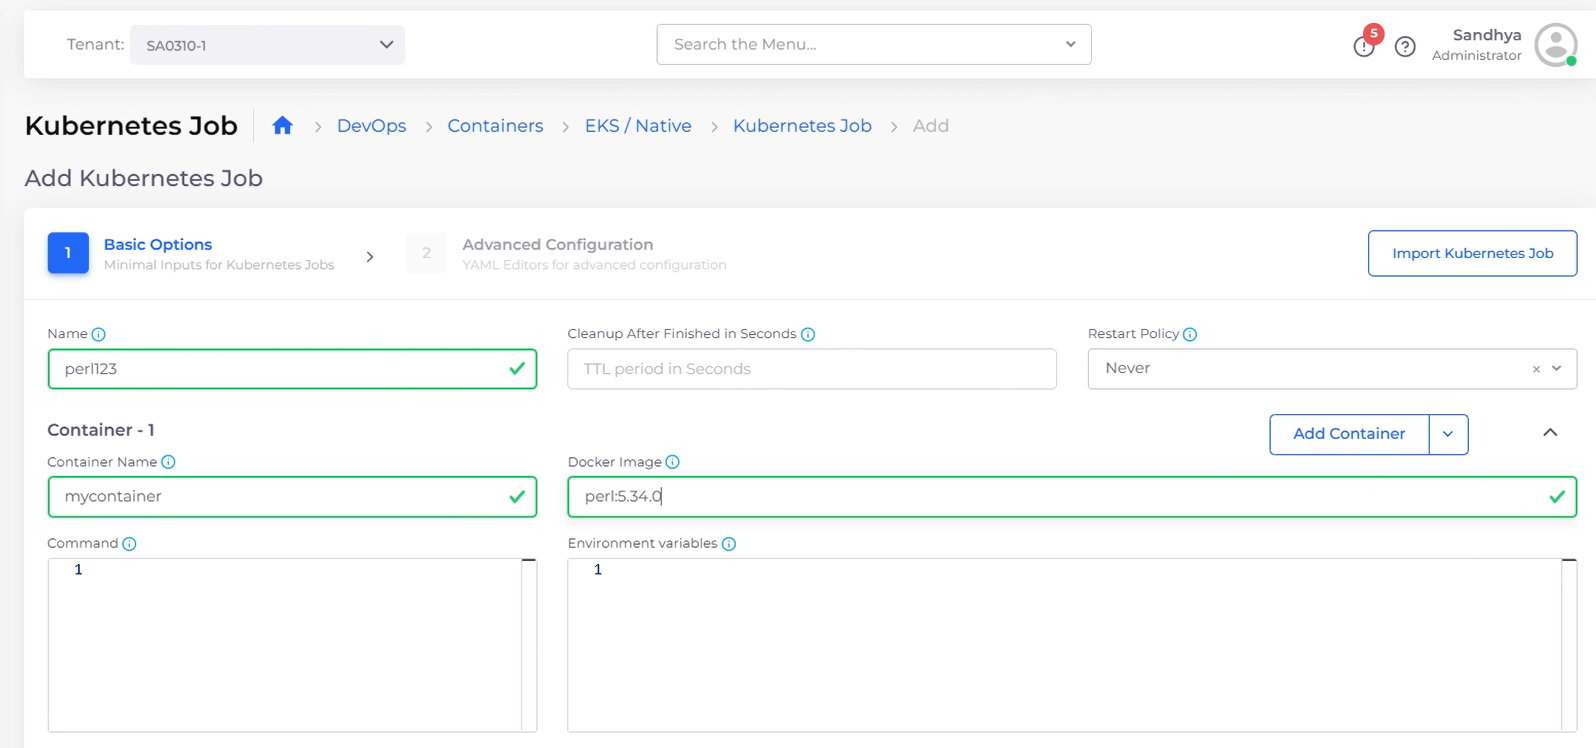 Tenant: SA0310-1 Search the Menu... 5 Sandhya
Administrator
Kubernetes Job > DevOps > Containers > EKS / Native > Kubernetes Job > Add
Add Kubernetes Job
1 Basic Options > 2 Advanced Configuration Import Kubernetes Job
Minimal Inputs for Kubernetes Jobs YAML Editors for advanced configuration
Name Cleanup After Finished in Seconds Restart Policy
perl123 TTL period in Seconds Never ×
Container - 1 Add Container
Container Name Docker Image
mycontainer perl:5.34.0
Command Environment variables
1 1